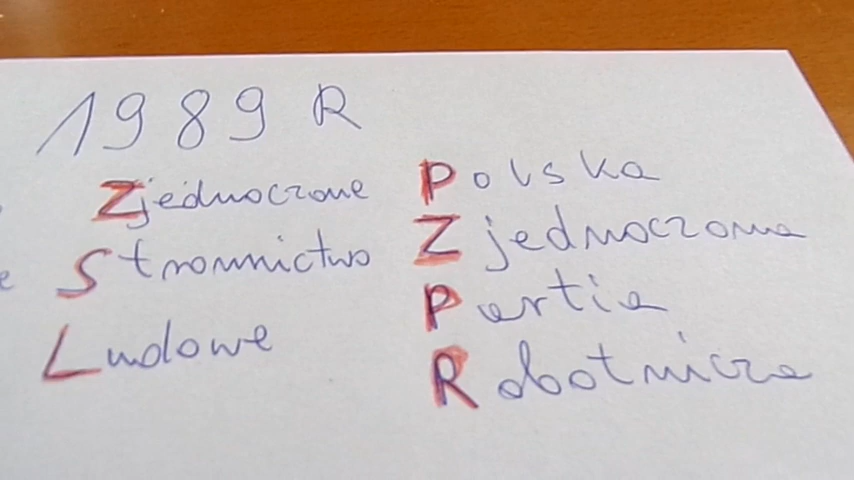 1989 R
Zjednoczone
Stronnictwo
Ludowe
Polska
Zjednoczona
Partia
Robotnicza